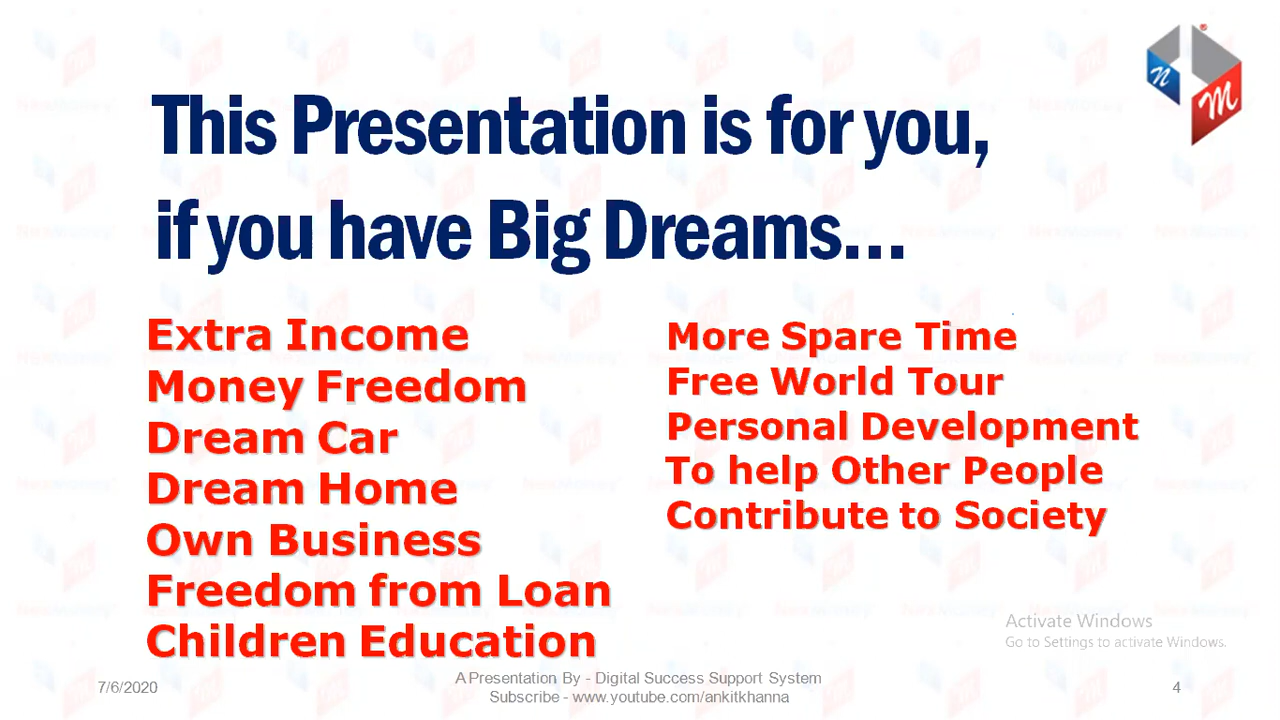 This Presentation is for you,
if you have Big Dreams...
Extra Income
Money Freedom
Dream Car
Dream Home
Own Business
Freedom from Loan
Children Education
More Spare Time
Free World Tour
Personal Development
To help Other People
Contribute to Society
n
M
Activate Windows
Go to Settings to activate Windows.
7/6/2020
A Presentation By - Digital Success Support System
Subscribe - www.youtube.com/ankitkhanna
4